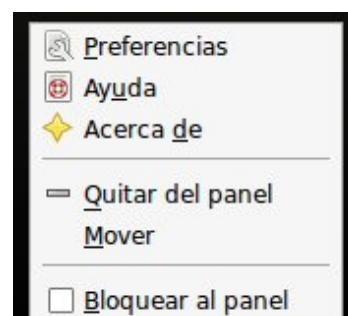 Preferencias
Ayuda
Acerca de
Quitar del panel
Mover
Bloquear al panel